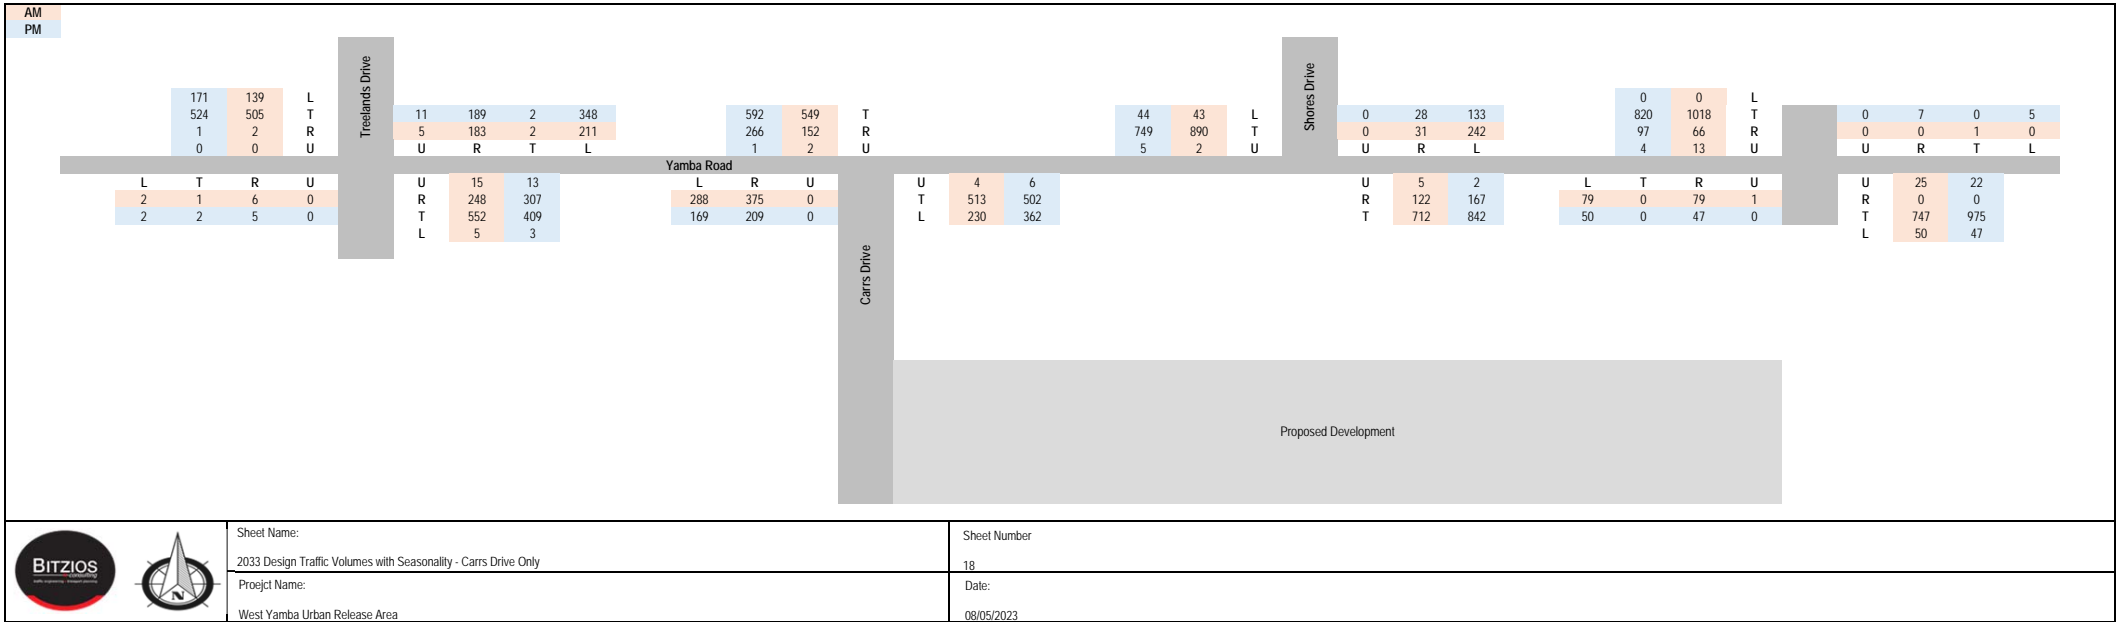 AM
PM
Treelands Drive
Shores Drive
171 139 L
524 505 T
1 2 R
0 0 U
11 189 2 348
5 183 2 211
U R T L
592 549 T
266 152 R
1 2 U
44 43 L
749 890 T
5 2 U
0 28 133
0 31 242
U R L
0 0 L
820 1018 T
97 66 R
4 13 U
0 7 0 5
0 0 1 0
U R T L
Yamba Road
L T R U
2 1 6 0
2 2 5 0
U 15 13
R 248 307
T 552 409
L 5 3
L R U
288 375 0
169 209 0
U 4 6
T 513 502
L 230 362
U 5 2
R 122 167
T 712 842
L T R U
79 0 79 1
50 0 47 0
U 25 22
R 0 0
T 747 975
L 50 47
Carrs Drive
Proposed Development
BITZIOS
consulting
N
Sheet Name:
2033 Design Traffic Volumes with Seasonality - Carrs Drive Only
Sheet Number
18
Proejct Name:
West Yamba Urban Release Area
Date:
08/05/2023